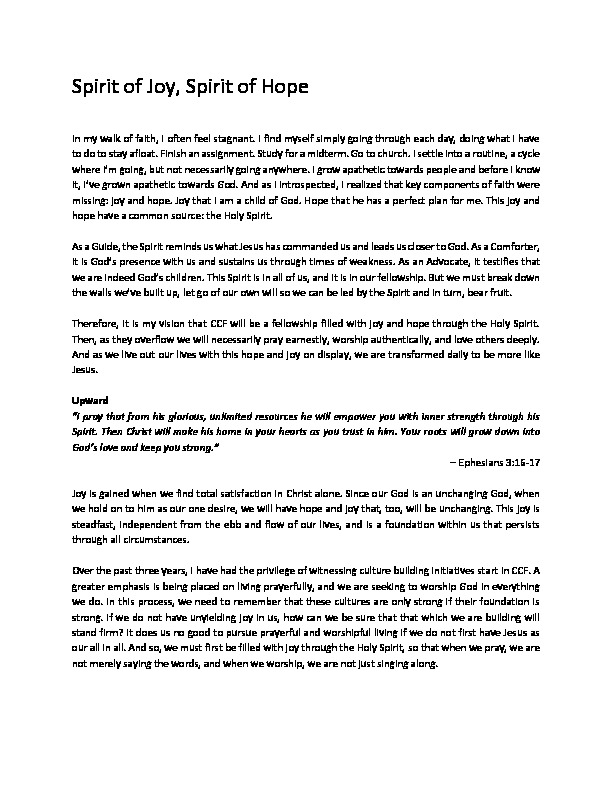 Spirit of Joy, Spirit of Hope
In my walk of faith, I often feel stagnant. I find myself simply going through each day, doing what I have
to do to stay afloat. Finish an assignment. Study for a midterm. Go to church. I settle into a routine, a cycle
where I'm going, but not necessarily going anywhere. I grow apathetic towards people and before I know
it, I've grown apathetic towards God. And as I introspected, I realized that key components of faith were
missing: joy and hope. Joy that I am a child of God. Hope that he has a perfect plan for me. This joy and
hope have a common source: the Holy Spirit.
As a Guide, the Spirit reminds us what Jesus has commanded us and leads us closer to God. As a Comforter,
it is God's presence with us and sustains us through times of weakness. As an Advocate, it testifies that
we are indeed God's children. This Spirit is in all of us, and it is in our fellowship. But we must break down
the walls we've built up, let go of our own will so we can be led by the Spirit and in turn, bear fruit.
Therefore, it is my vision that CCF will be a fellowship filled with joy and hope through the Holy Spirit.
Then, as they overflow we will necessarily pray earnestly, worship authentically, and love others deeply.
And as we live out our lives with this hope and joy on display, we are transformed daily to be more like
Jesus.
Upward
"I pray that from his glorious, unlimited resources he will empower you with inner strength through his
Spirit. Then Christ will make his home in your hearts as you trust in him. Your roots will grow down into
God's love and keep you strong."
– Ephesians 3:16-17
Joy is gained when we find total satisfaction in Christ alone. Since our God is an unchanging God, when
we hold on to him as our one desire, we will have hope and joy that, too, will be unchanging. This joy is
steadfast, independent from the ebb and flow of our lives, and is a foundation within us that persists
through all circumstances.
Over the past three years, I have had the privilege of witnessing culture building initiatives start in CCF. A
greater emphasis is being placed on living prayerfully, and we are seeking to worship God in everything
we do. In this process, we need to remember that these cultures are only strong if their foundation is
strong. If we do not have unyielding joy in us, how can we be sure that that which we are building will
stand firm? It does us no good to pursue prayerful and worshipful living if we do not first have Jesus as
our all in all. And so, we must first be filled with joy through the Holy Spirit, so that when we pray, we are
not merely saying the words, and when we worship, we are not just singing along.